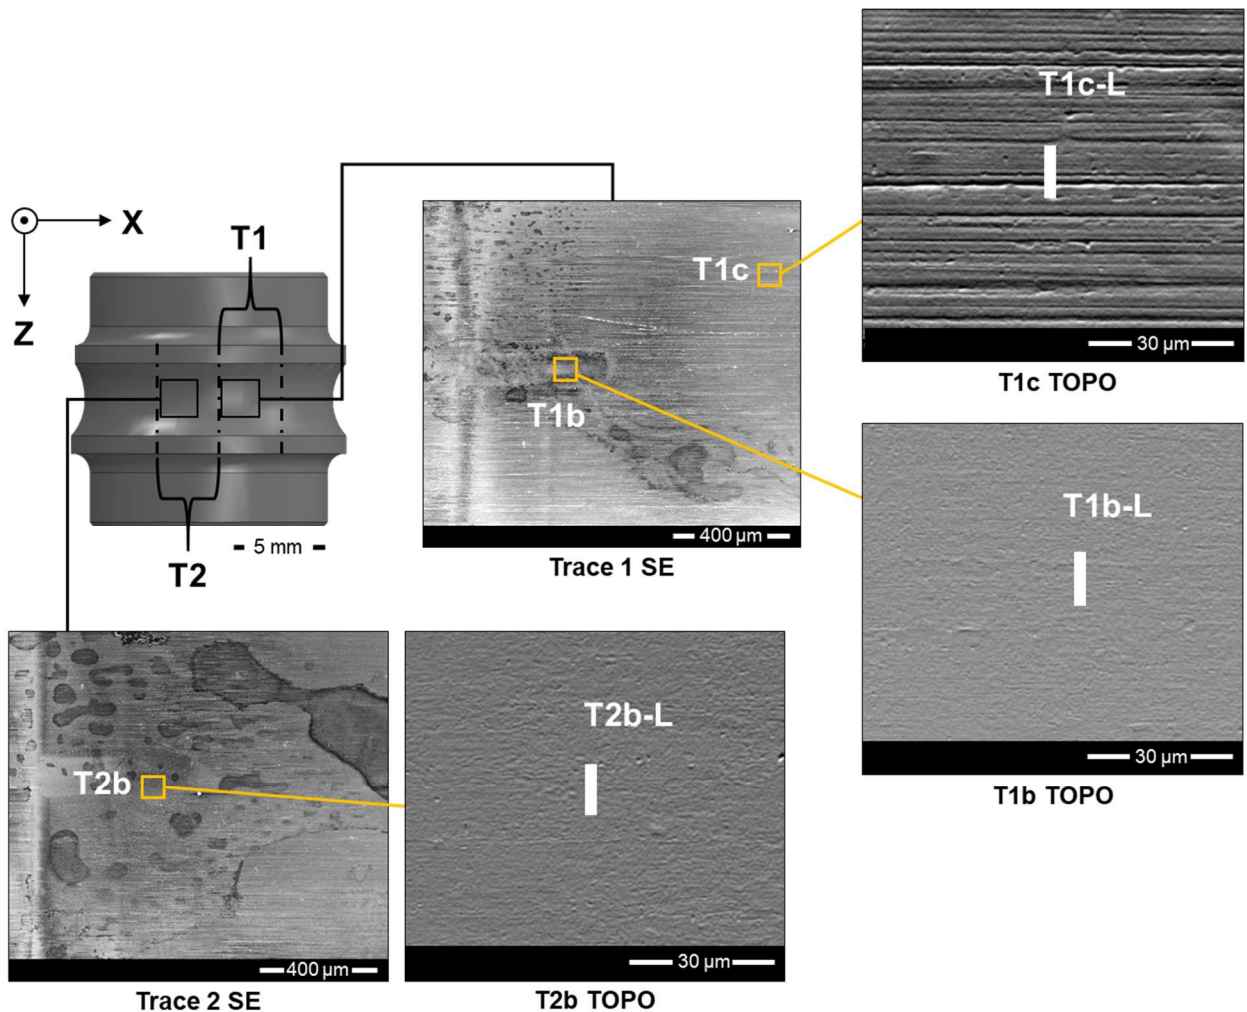 X
Z
T1
T2
5 mm
T1c
T1b
400 µm
Trace 1 SE
T1c-L
30 µm
T1c TOPO
T1b-L
30 µm
T1b TOPO
T2b
400 µm
Trace 2 SE
T2b-L
30 µm
T2b TOPO